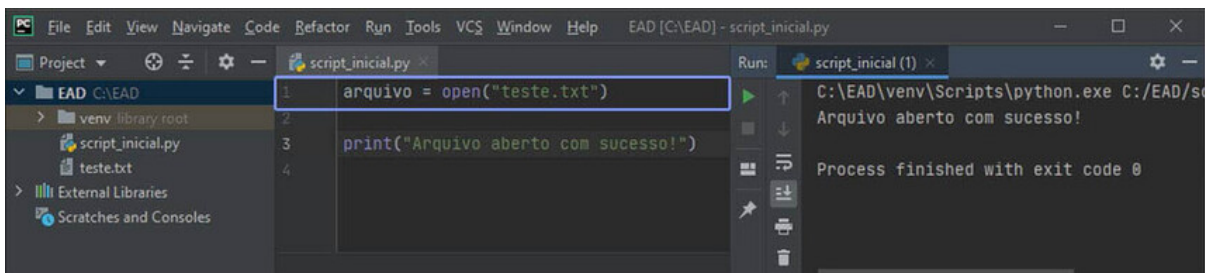 PC File Edit View Navigate Code Refactor Run Tools VCS Window Help EAD [C:\EAD] - script_inicial.py
Project
EAD C:\EAD
venv library root
script_inicial.py
teste.txt
External Libraries
Scratches and Consoles
script_inicial.py
1 arquivo = open("teste.txt")
2
3 print("Arquivo aberto com sucesso!")
4
Run: script_inicial (1)
C:\EAD\venv\Scripts\python.exe C:/EAD/sc
Arquivo aberto com sucesso!
Process finished with exit code 0